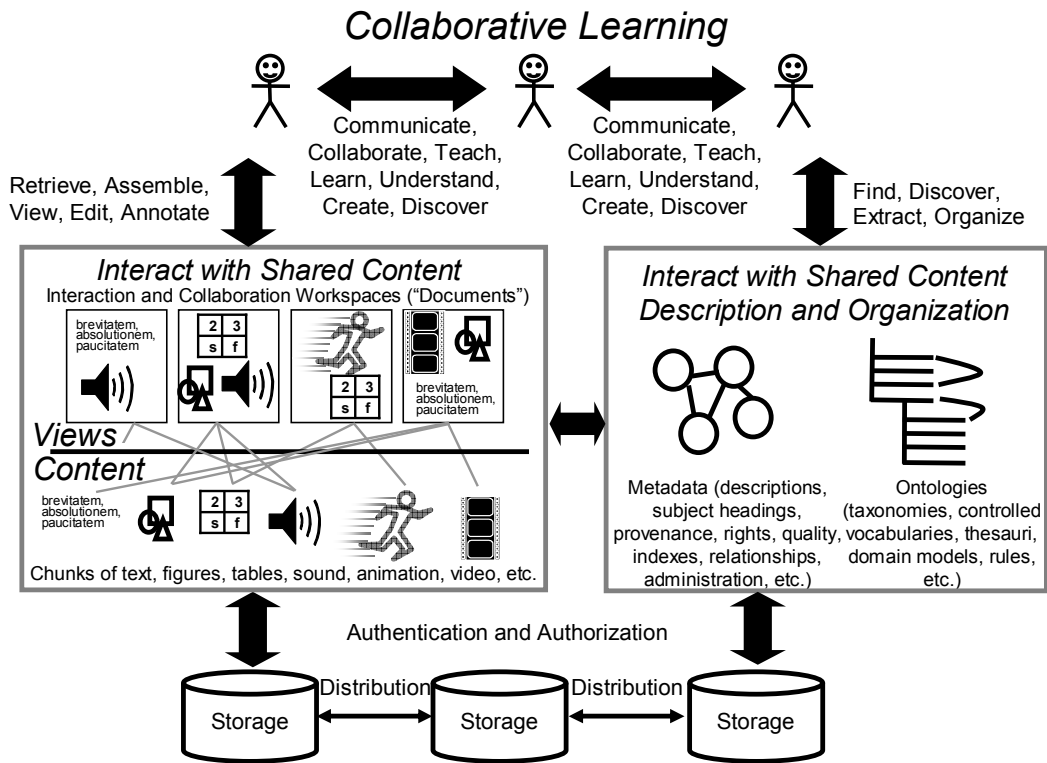 Collaborative Learning
Communicate,
Collaborate, Teach,
Learn, Understand,
Create, Discover
Communicate,
Collaborate, Teach,
Learn, Understand,
Create, Discover
Retrieve, Assemble,
View, Edit, Annotate
Find, Discover,
Extract, Organize
Interact with Shared Content
Interaction and Collaboration Workspaces (“Documents”)
brevitatem,
absolutionem,
paucitatem
2 3
s f
2 3
s f
brevitatem,
absolutionem,
paucitatem
Views
Content
brevitatem,
absolutionem,
paucitatem
2 3
s f
Chunks of text, figures, tables, sound, animation, video, etc.
Interact with Shared Content
Description and Organization
Metadata (descriptions,
subject headings,
provenance, rights, quality,
indexes, relationships,
administration, etc.)
Ontologies
(taxonomies, controlled
vocabularies, thesauri,
domain models, rules,
etc.)
Authentication and Authorization
Distribution
Distribution
Storage
Storage
Storage